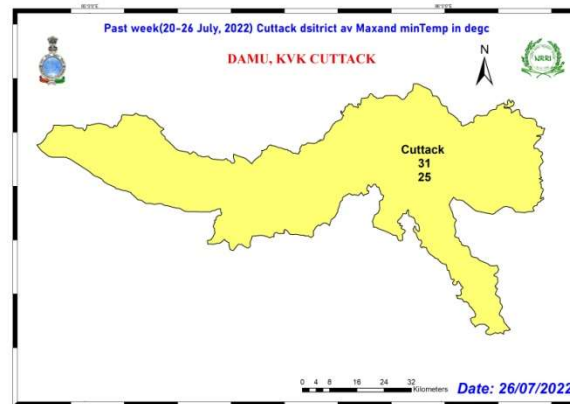 Past week(20-26 July, 2022) Cuttack dsitrict av Maxand minTemp in degc
DAMU, KVK CUTTACK
N
NRRI
Cuttack
31
25
0 4 8 16 24 32
Kilometers
Date: 26/07/2022